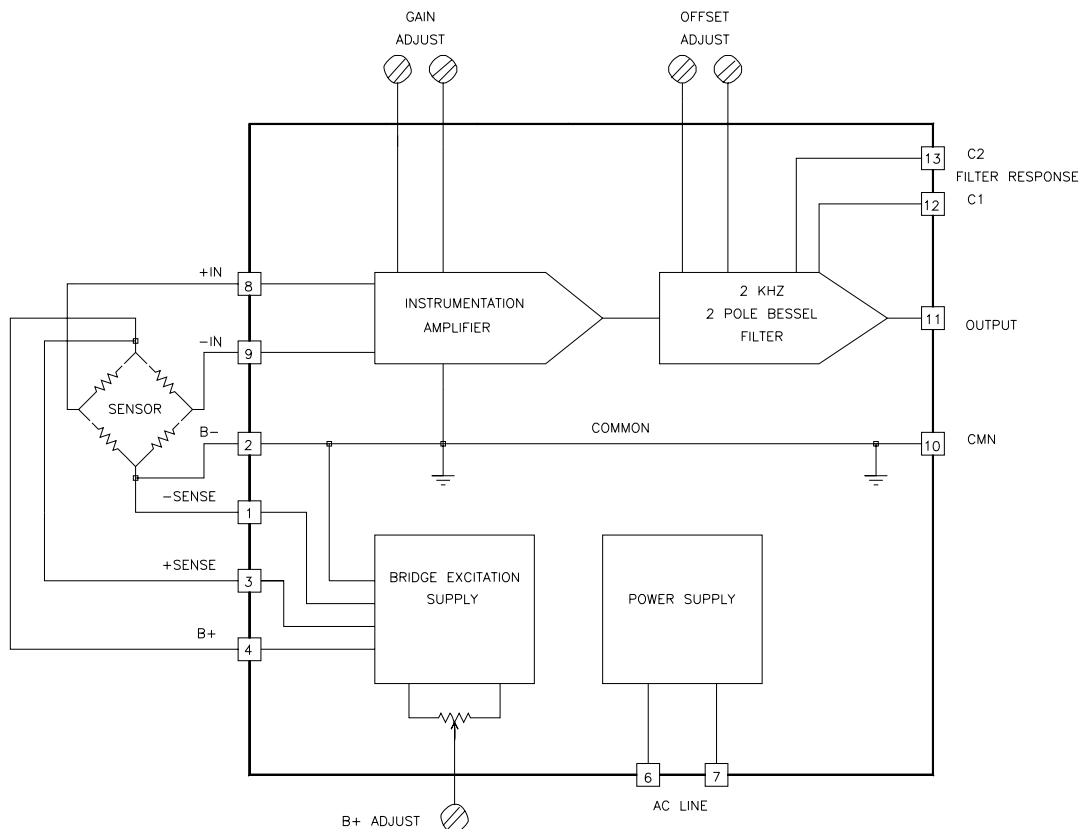 GAIN
ADJUST
OFFSET
ADJUST
13
C2
FILTER RESPONSE
12
C1
+IN
8
INSTRUMENTATION
AMPLIFIER
2 KHZ
2 POLE BESSEL
FILTER
11
OUTPUT
-IN
9
SENSOR
B-
2
COMMON
10
CMN
-SENSE
1
+SENSE
3
BRIDGE EXCITATION
SUPPLY
POWER SUPPLY
B+
4
6
7
AC LINE
B+ ADJUST